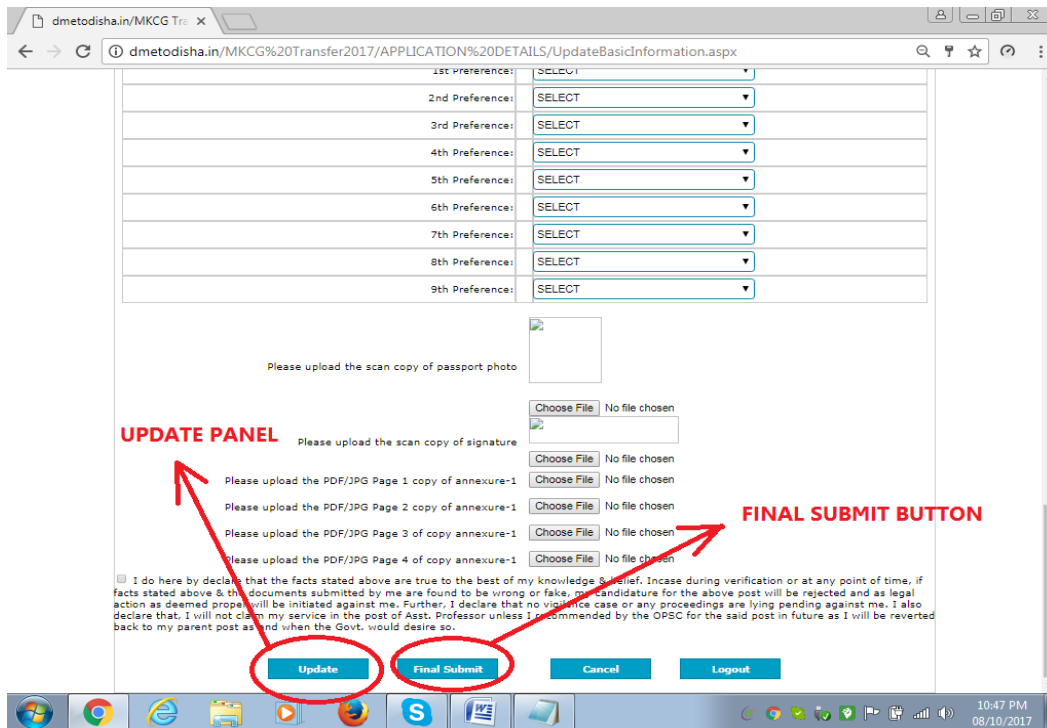 dmetodisha.in/MKCG Tra
dmetodisha.in/MKCG%20Transfer2017/APPLICATION%20DETAILS/UpdateBasicInformation.aspx
1st Preference: SELECT
2nd Preference: SELECT
3rd Preference: SELECT
4th Preference: SELECT
5th Preference: SELECT
6th Preference: SELECT
7th Preference: SELECT
8th Preference: SELECT
9th Preference: SELECT
Please upload the scan copy of passport photo
Choose File No file chosen
UPDATE PANEL
Please upload the scan copy of signature
Choose File No file chosen
Please upload the PDF/JPG Page 1 copy of annexure-1 Choose File No file chosen
Please upload the PDF/JPG Page 2 copy of annexure-1 Choose File No file chosen
FINAL SUBMIT BUTTON
Please upload the PDF/JPG Page 3 of copy annexure-1 Choose File No file chosen
Please upload the PDF/JPG Page 4 of copy annexure-1 Choose File No file chosen
I do here by declare that the facts stated above are true to the best of my knowledge & belief. Incase during verification or at any point of time, if
facts stated above & the documents submitted by me are found to be wrong or fake, my candidature for the above post will be rejected and as legal
action as deemed proper will be initiated against me. Further, I declare that no vigilance case or any proceedings are lying pending against me. I also
declare that, I will not claim my service in the post of Asst. Professor unless I recommended by the OPSC for the said post in future as I will be reverted
back to my parent post as and when the Govt. would desire so.
Update Final Submit Cancel Logout
10:47 PM
08/10/2017